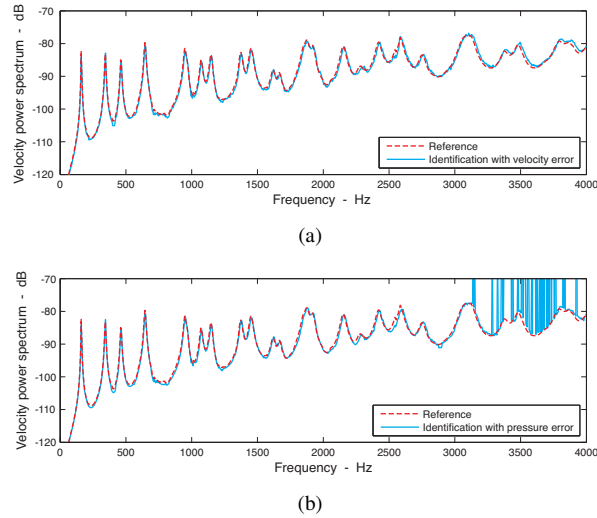 -70
-80
-90
-100
-110
-120
Velocity power spectrum - dB
0 500 1000 1500 2000 2500 3000 3500 4000
Frequency - Hz
Reference
Identification with velocity error
(a)
-70
-80
-90
-100
-110
-120
Velocity power spectrum - dB
0 500 1000 1500 2000 2500 3000 3500 4000
Frequency - Hz
Reference
Identification with pressure error
(b)